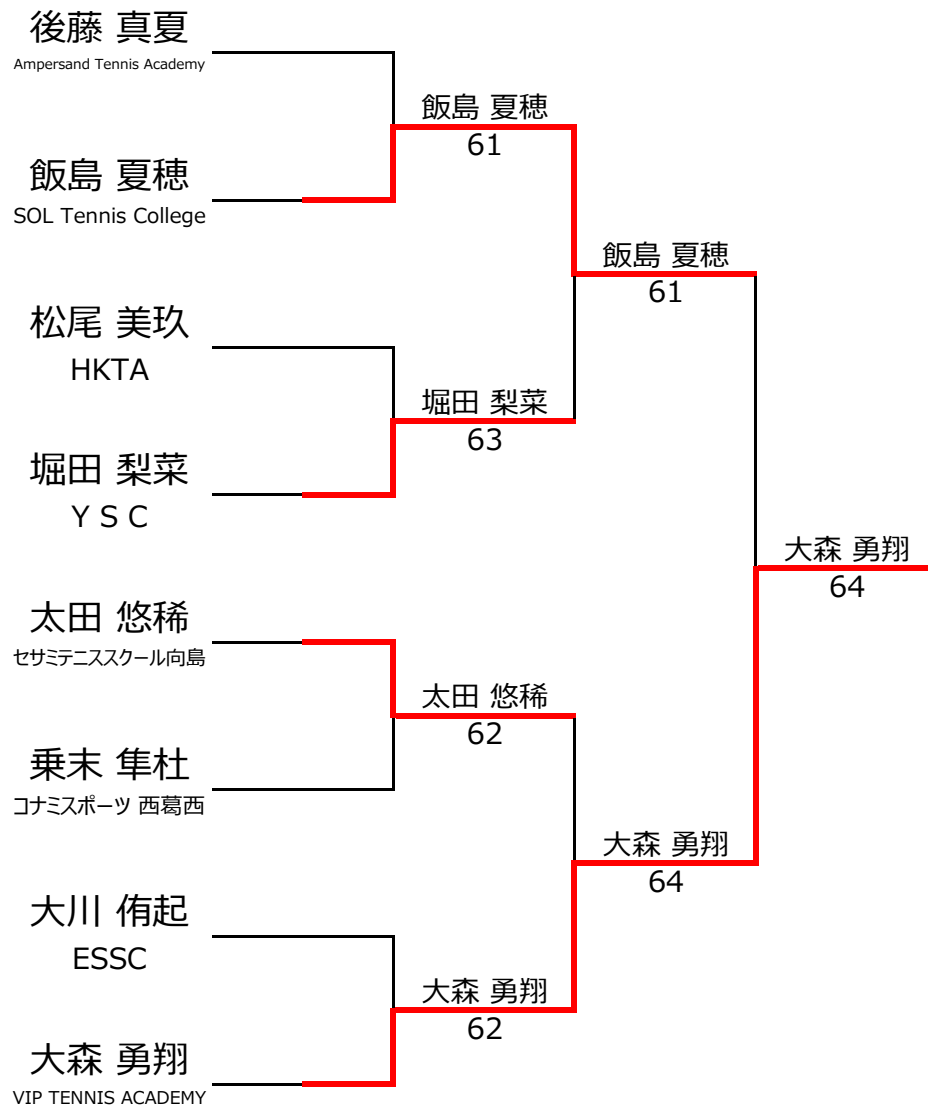 後藤 真夏
Ampersand Tennis Academy
飯島 夏穂
61
飯島 夏穂
SOL Tennis College
飯島 夏穂
61
松尾 美玖
HKTA
堀田 梨菜
63
堀田 梨菜
Y S C
大森 勇翔
64
太田 悠稀
セサミテニススクール向島
太田 悠稀
62
乗末 隼杜
コナミスポーツ 西葛西
大森 勇翔
64
大川 侑起
ESSC
大森 勇翔
62
大森 勇翔
VIP TENNIS ACADEMY